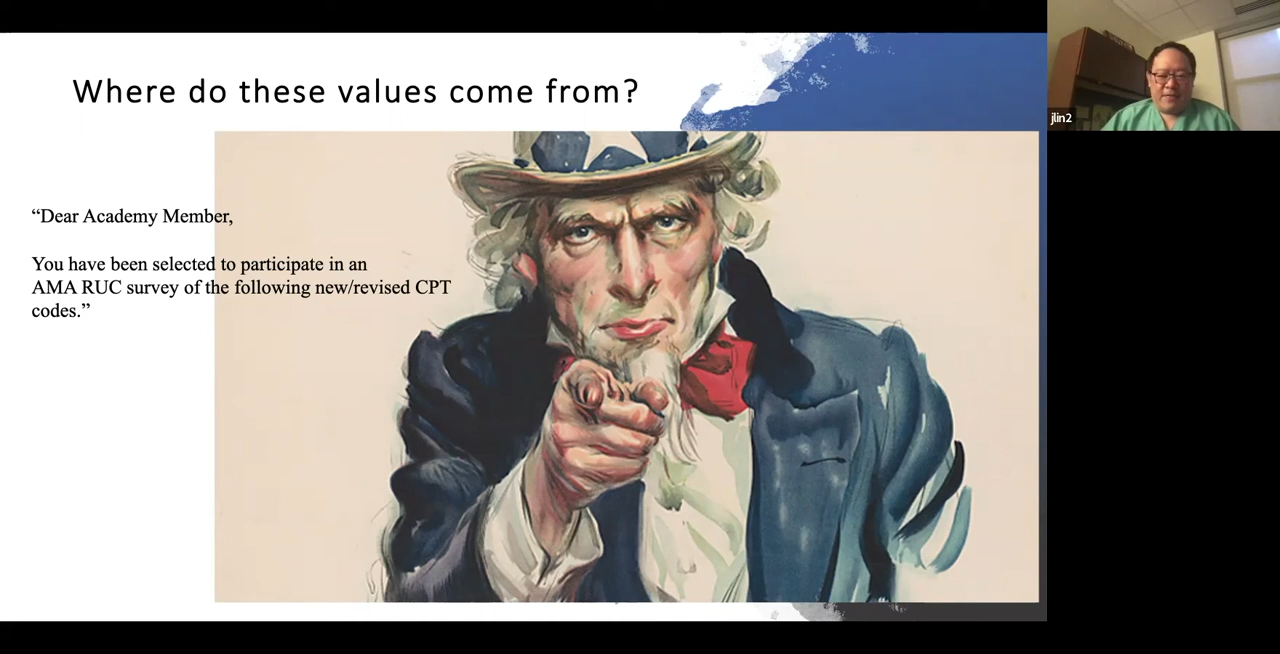 Where do these values come from?
jlin2
“Dear Academy Member,
You have been selected to participate in an
AMA RUC survey of the following new/revised CPT
codes.”